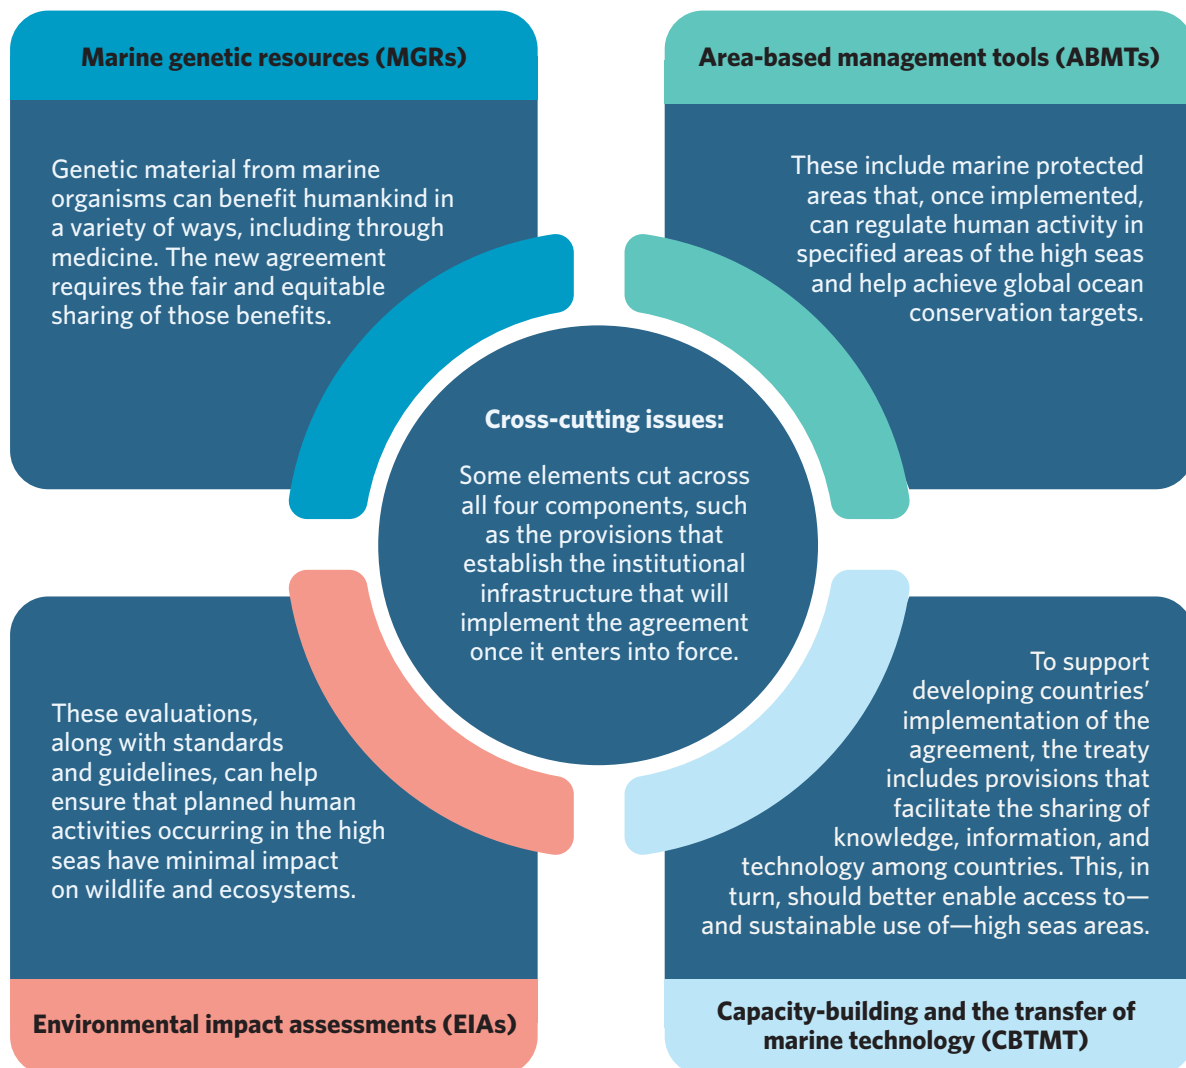 Marine genetic resources (MGRs)
Genetic material from marine
organisms can benefit humankind in
a variety of ways, including through
medicine. The new agreement
requires the fair and equitable
sharing of those benefits.
Area-based management tools (ABMTs)
These include marine protected
areas that, once implemented,
can regulate human activity in
specified areas of the high seas
and help achieve global ocean
conservation targets.
Cross-cutting issues:
Some elements cut across
all four components, such
as the provisions that
establish the institutional
infrastructure that will
implement the agreement
once it enters into force.
These evaluations,
along with standards
and guidelines, can help
ensure that planned human
activities occurring in the high
seas have minimal impact
on wildlife and ecosystems.
Environmental impact assessments (EIAs)
To support
developing countries’
implementation of the
agreement, the treaty
includes provisions that
facilitate the sharing of
knowledge, information, and
technology among countries. This, in
turn, should better enable access to—
and sustainable use of—high seas areas.
Capacity-building and the transfer of
marine technology (CBTMT)